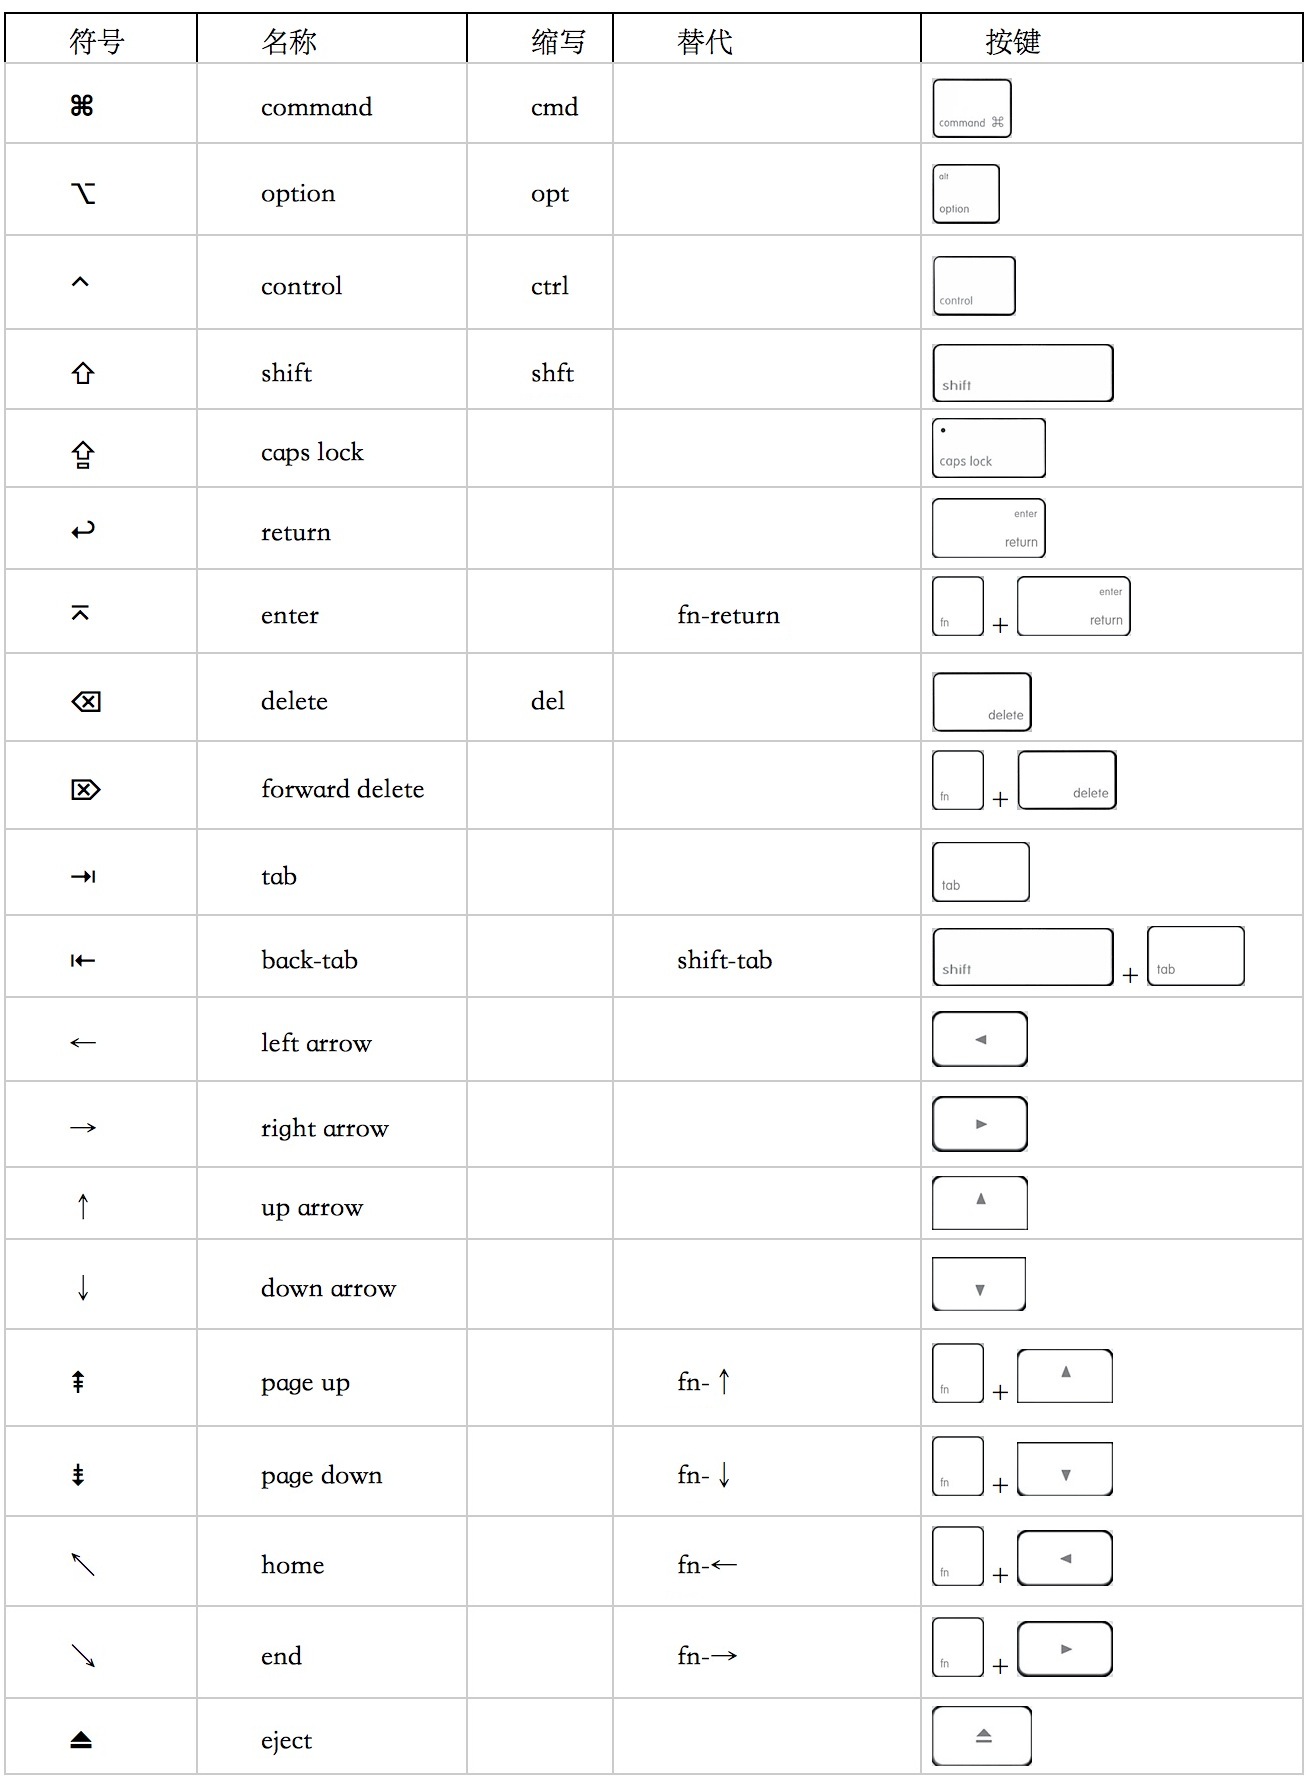 符号 名称 缩写 替代 按键
⌘ command cmd command ⌘
⌥ option opt alt option
^ control ctrl control
⇧ shift shft shift
⇪ caps lock caps lock
↩ return enter return
⌅ enter fn-return fn + enter return
⌫ delete del delete
⌦ forward delete fn + delete
⇥ tab tab
⇤ back-tab shift-tab shift + tab
← left arrow ◀
→ right arrow ▶
↑ up arrow ▲
↓ down arrow ▼
⇞ page up fn- ↑ fn + ▲
⇟ page down fn- ↓ fn + ▼
↖ home fn-← fn + ◀
↘ end fn-→ fn + ▶
⏏ eject ⏏